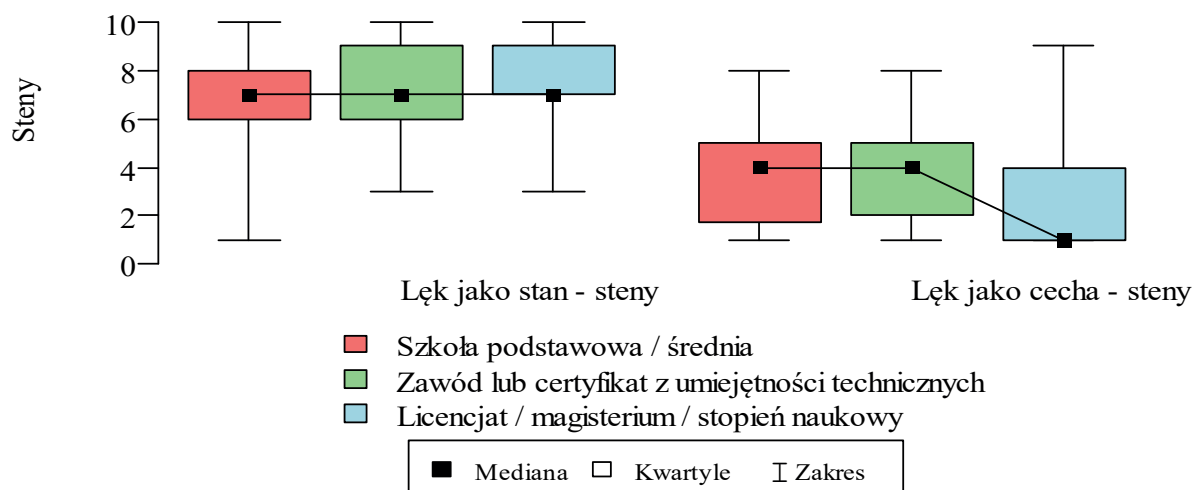 10
8
6
4
2
0
Steny
Lęk jako stan - steny
Lęk jako cecha - steny
Szkoła podstawowa / średnia
Zawód lub certyfikat z umiejętności technicznych
Licencjat / magisterium / stopień naukowy
Mediana Kwartyle Zakres